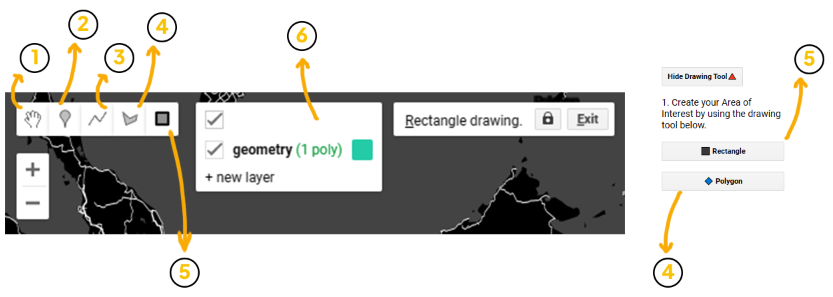 1
2
3
4
6
5
Hide Drawing Tool
Rectangle drawing.
Exit
1. Create your Area of
Interest by using the drawing
tool below.
geometry (1 poly)
+ new layer
Rectangle
Polygon
5
4